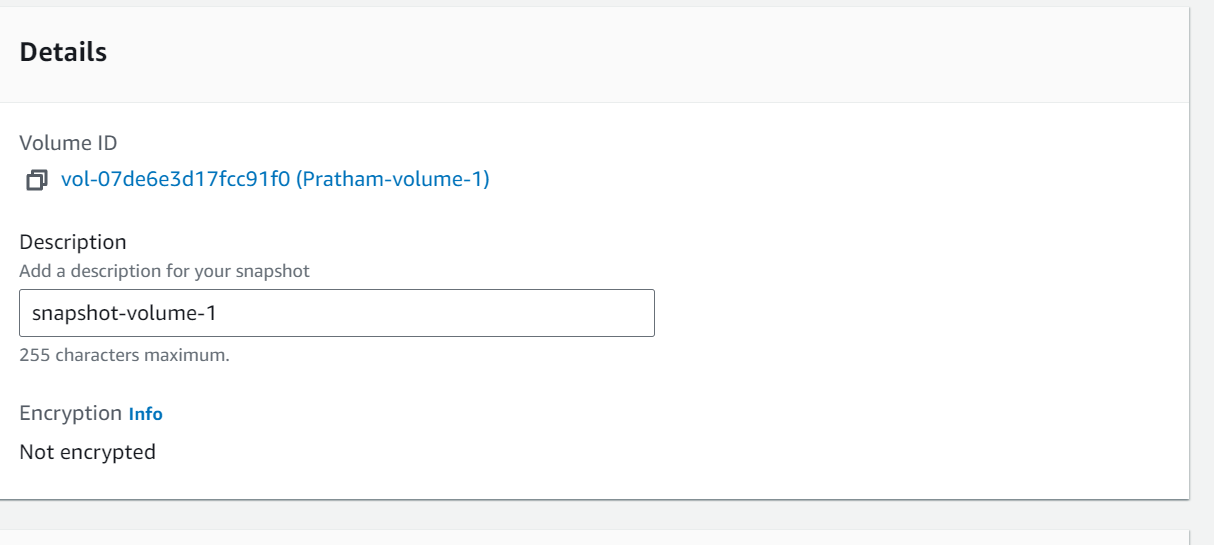 Details
Volume ID
vol-07de6e3d17fcc91f0 (Pratham-volume-1)
Description
Add a description for your snapshot
snapshot-volume-1
255 characters maximum.
Encryption Info
Not encrypted